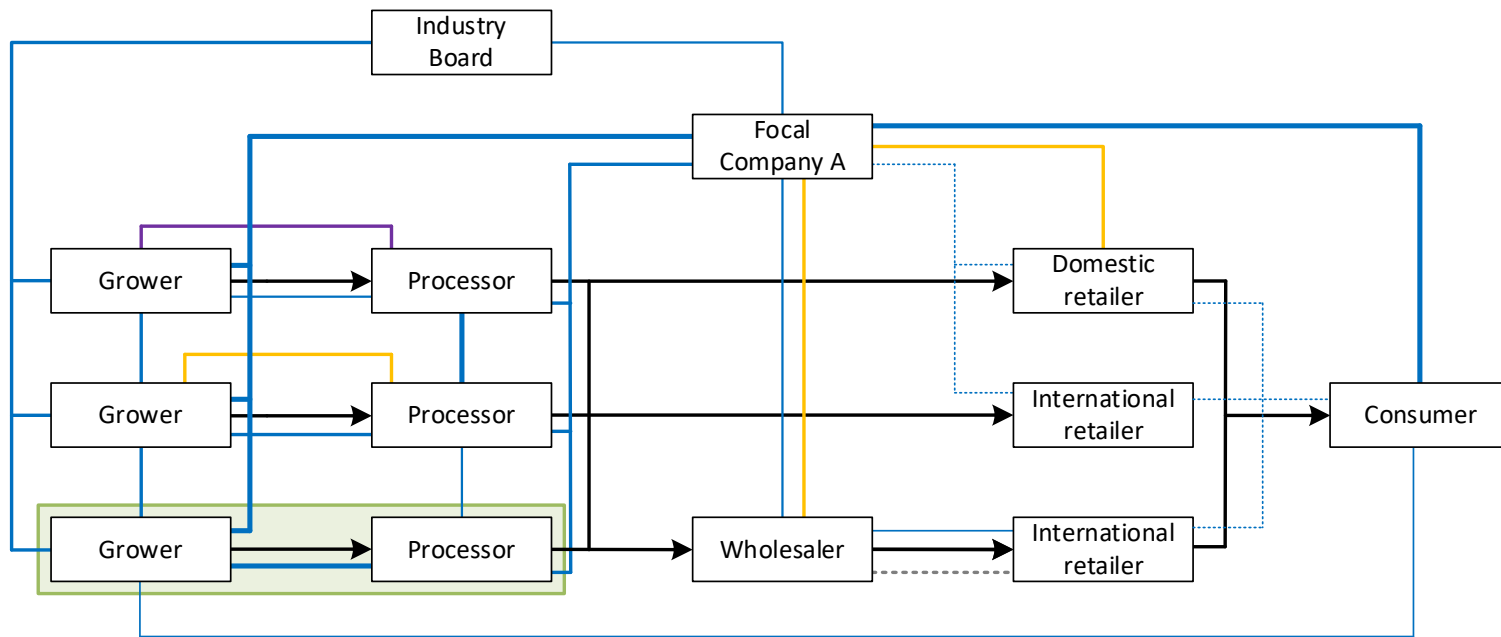 Industry
Board
Focal
Company A
Grower
Processor
Domestic
retailer
Grower
Processor
International
retailer
Consumer
Grower
Processor
Wholesaler
International
retailer